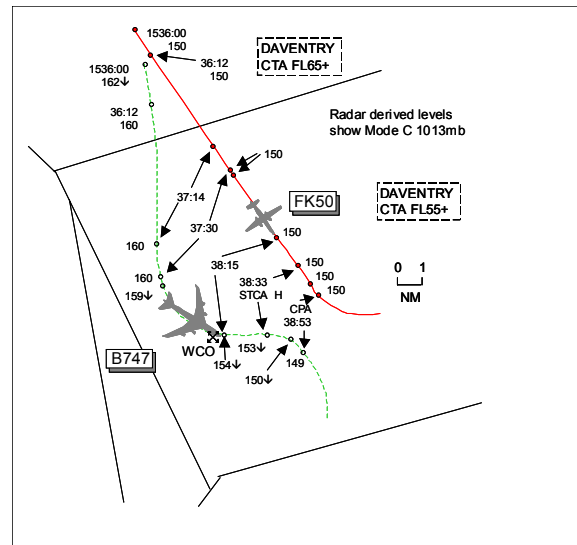 1536:00
150
36:12
150
DAVENTRY
CTA FL65+
1536:00
162↓
36:12
160
Radar derived levels
show Mode C 1013mb
150
37:14
FK50
DAVENTRY
CTA FL55+
37:30
160
150
160
159↓
38:15
38:33
STCA H
150
150
150
0 1
NM
CPA
38:53
WCO
B747
154↓
153↓
150↓
149